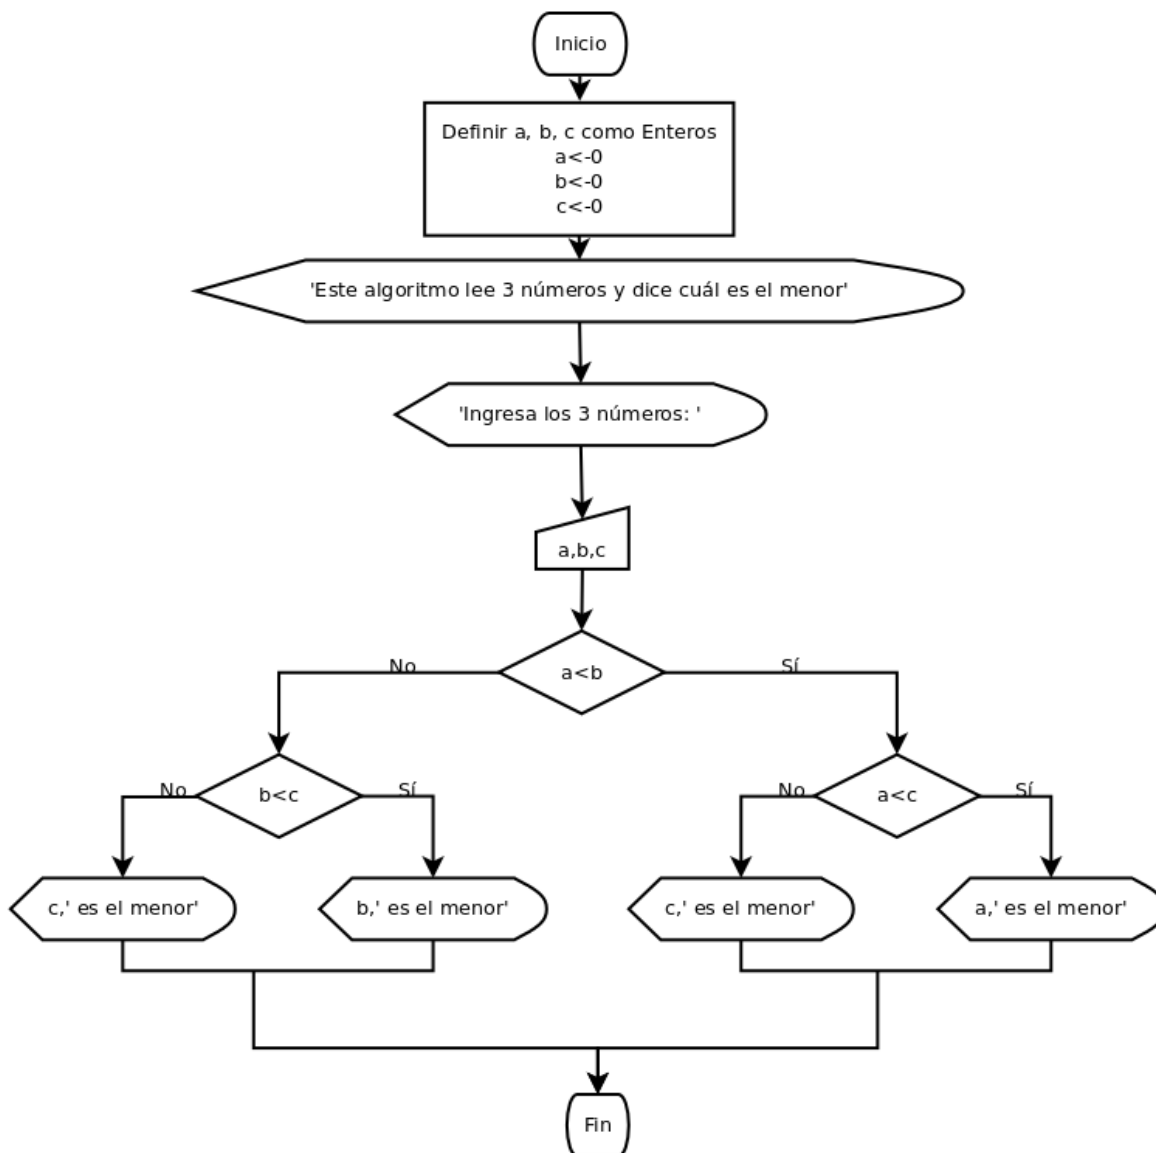 Inicio
Definir a, b, c como Enteros
a<-0
b<-0
c<-0
'Este algoritmo lee 3 números y dice cuál es el menor'
'Ingresa los 3 números: '
a,b,c
a<b
No
Sí
b<c
No
Sí
a<c
No
Sí
c,' es el menor'
b,' es el menor'
c,' es el menor'
a,' es el menor'
Fin